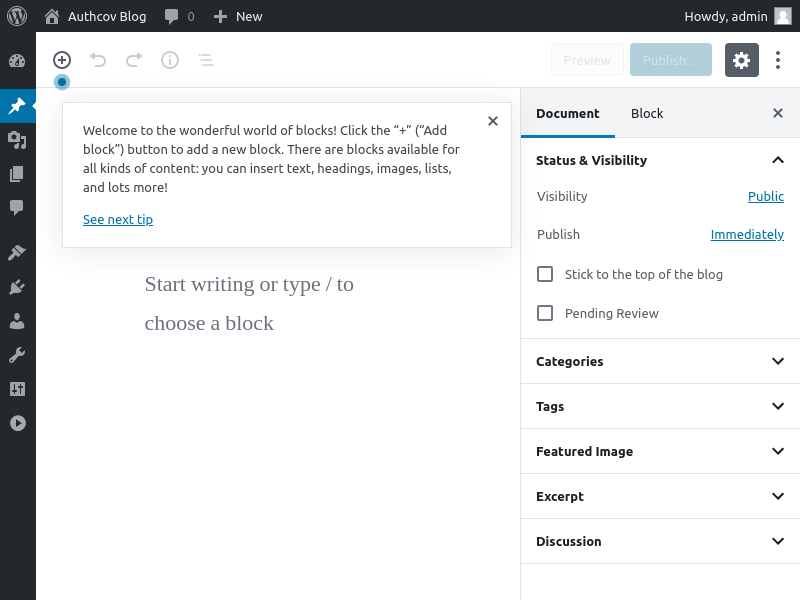 Authcov Blog 0 New Howdy, admin
Preview Publish…
Welcome to the wonderful world of blocks! Click the “+” (“Add
block”) button to add a new block. There are blocks available for
all kinds of content: you can insert text, headings, images, lists,
and lots more!
See next tip
Start writing or type / to
choose a block
Document Block
Status & Visibility
Visibility Public
Publish Immediately
Stick to the top of the blog
Pending Review
Categories
Tags
Featured Image
Excerpt
Discussion